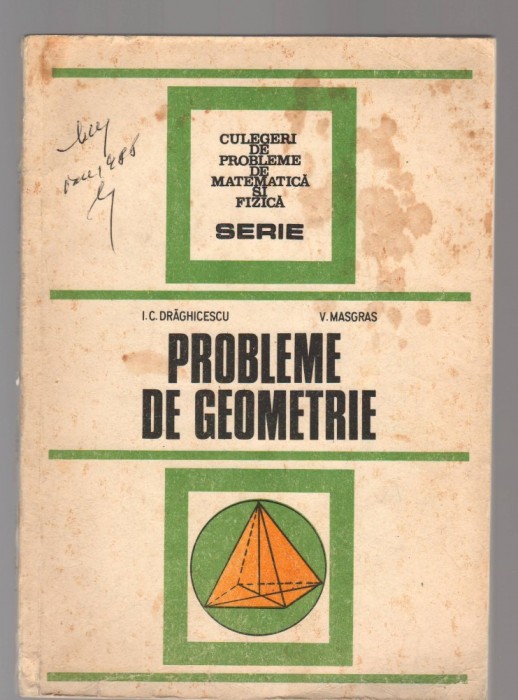 CULEGERI
DE
PROBLEME
DE
MATEMATICĂ
ȘI
FIZICĂ
SERIE
I. C. DRĂGHICESCU V. MASGRAS
PROBLEME
DE GEOMETRIE